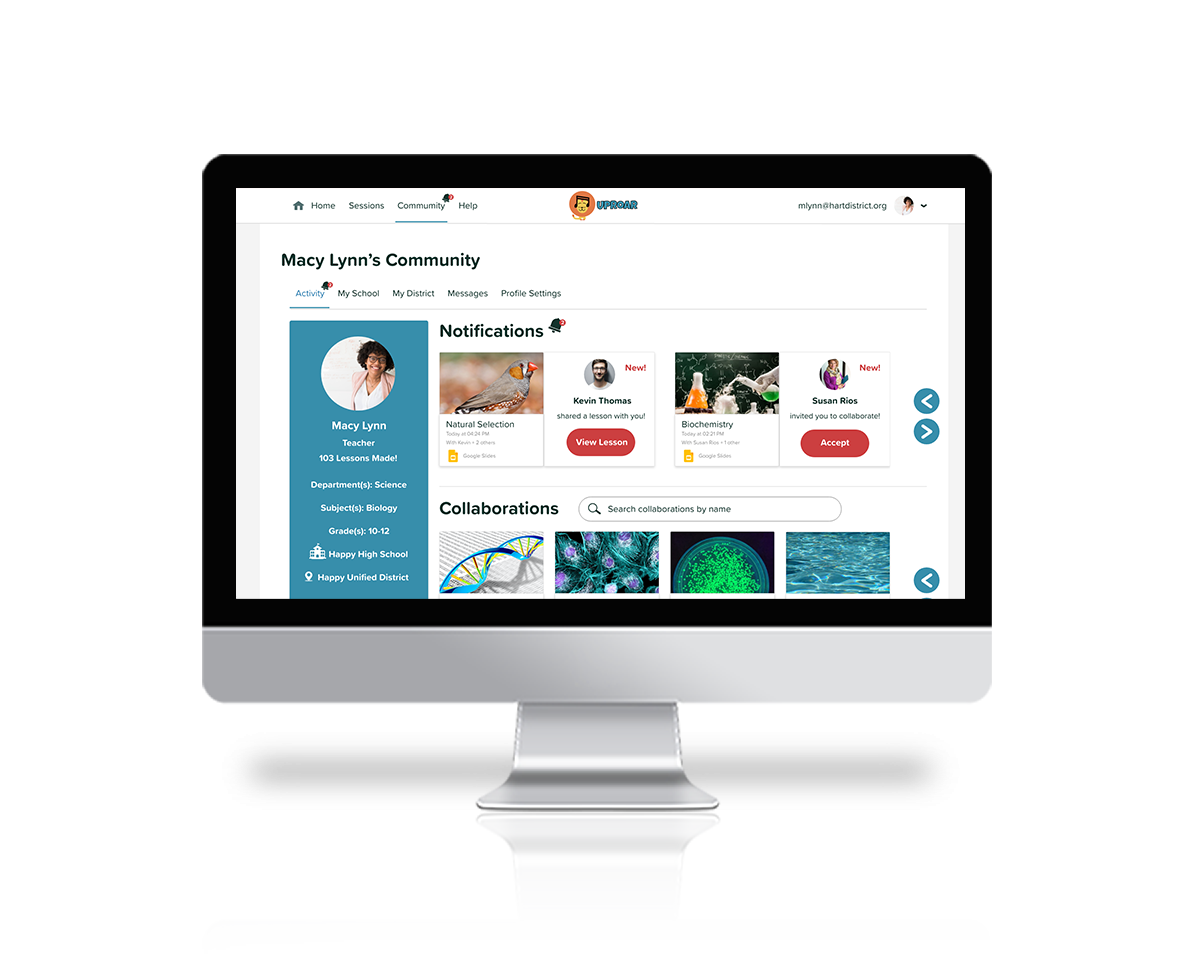 Home Sessions Community Help
UPROAR
mlynn@hartdistrict.org
Macy Lynn’s Community
Activity My School My District Messages Profile Settings
Macy Lynn
Teacher
103 Lessons Made!
Department(s): Science
Subject(s): Biology
Grade(s): 10-12
Happy High School
Happy Unified District
Notifications
Natural Selection
Today at 04:24 PM
With Kevin + 2 others
Google Slides
New!
Kevin Thomas
shared a lesson with you!
View Lesson
Biochemistry
Today at 02:21 PM
With Susan Rios + 1 other
Google Slides
New!
Susan Rios
invited you to collaborate!
Accept
Collaborations
Search collaborations by name